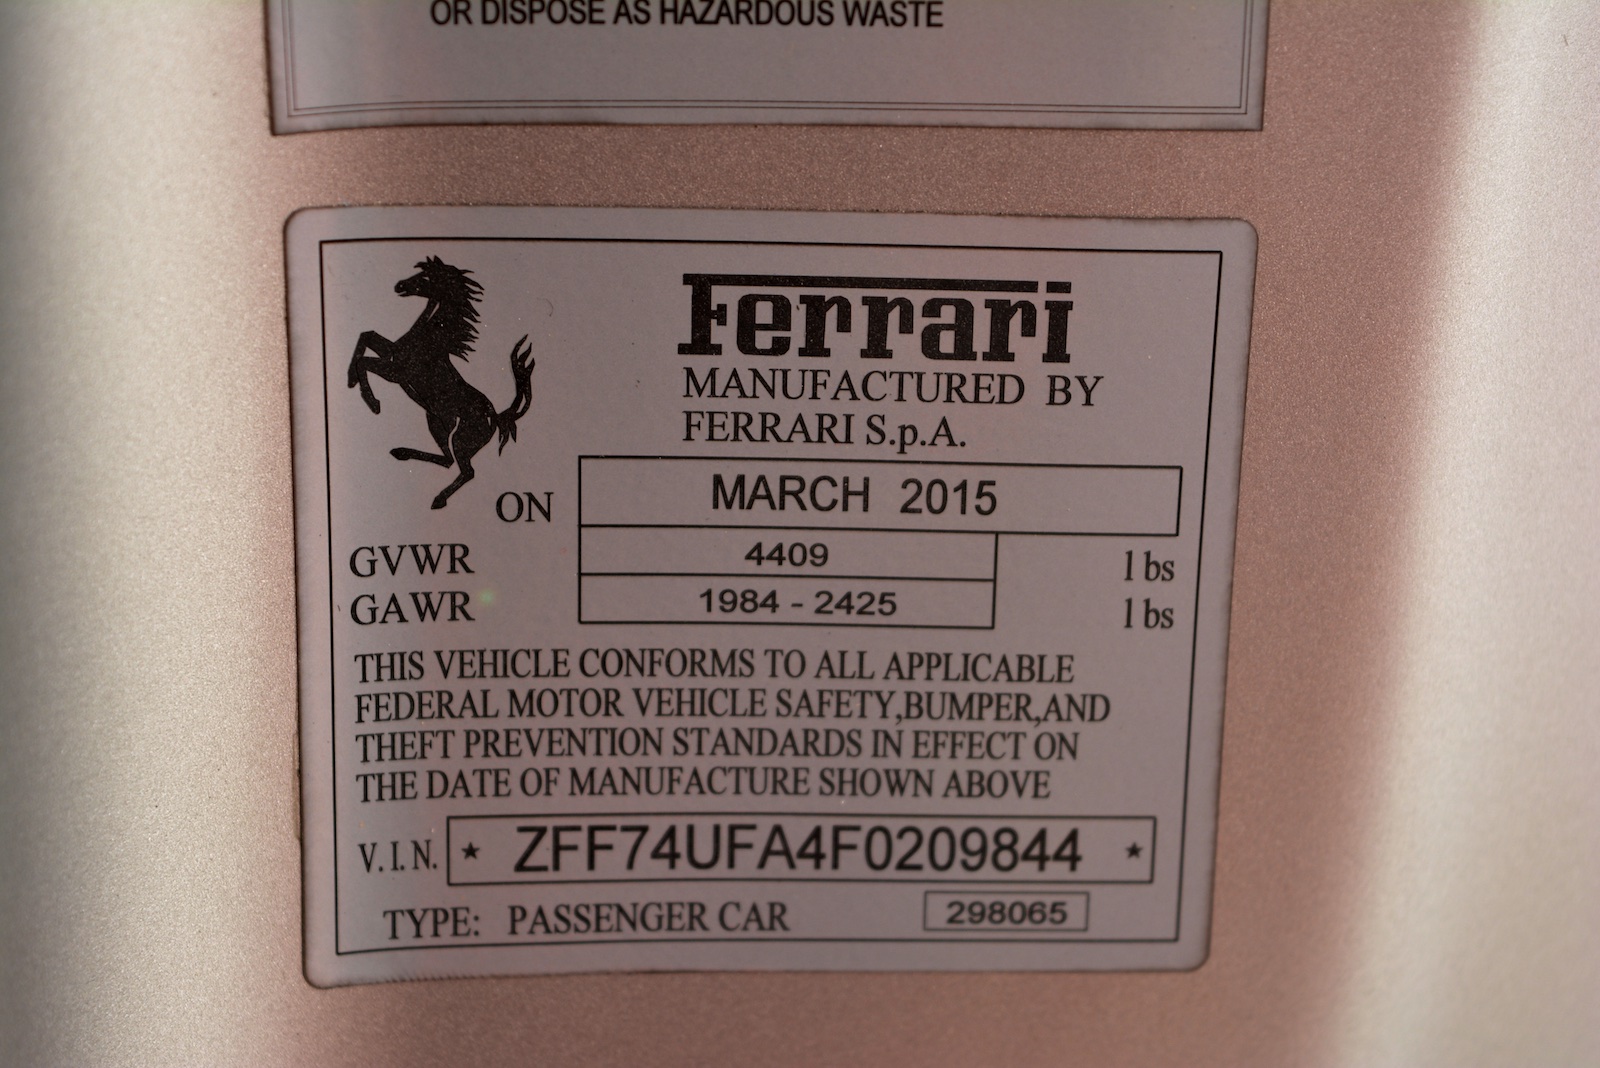 OR DISPOSE AS HAZARDOUS WASTE
Ferrari
MANUFACTURED BY
FERRARI S.p.A.
ON MARCH 2015
GVWR 4409 lbs
GAWR 1984 - 2425 lbs
THIS VEHICLE CONFORMS TO ALL APPLICABLE
FEDERAL MOTOR VEHICLE SAFETY,BUMPER,AND
THEFT PREVENTION STANDARDS IN EFFECT ON
THE DATE OF MANUFACTURE SHOWN ABOVE
V.I.N. ★ ZFF74UFA4F0209844 ★
TYPE: PASSENGER CAR 298065